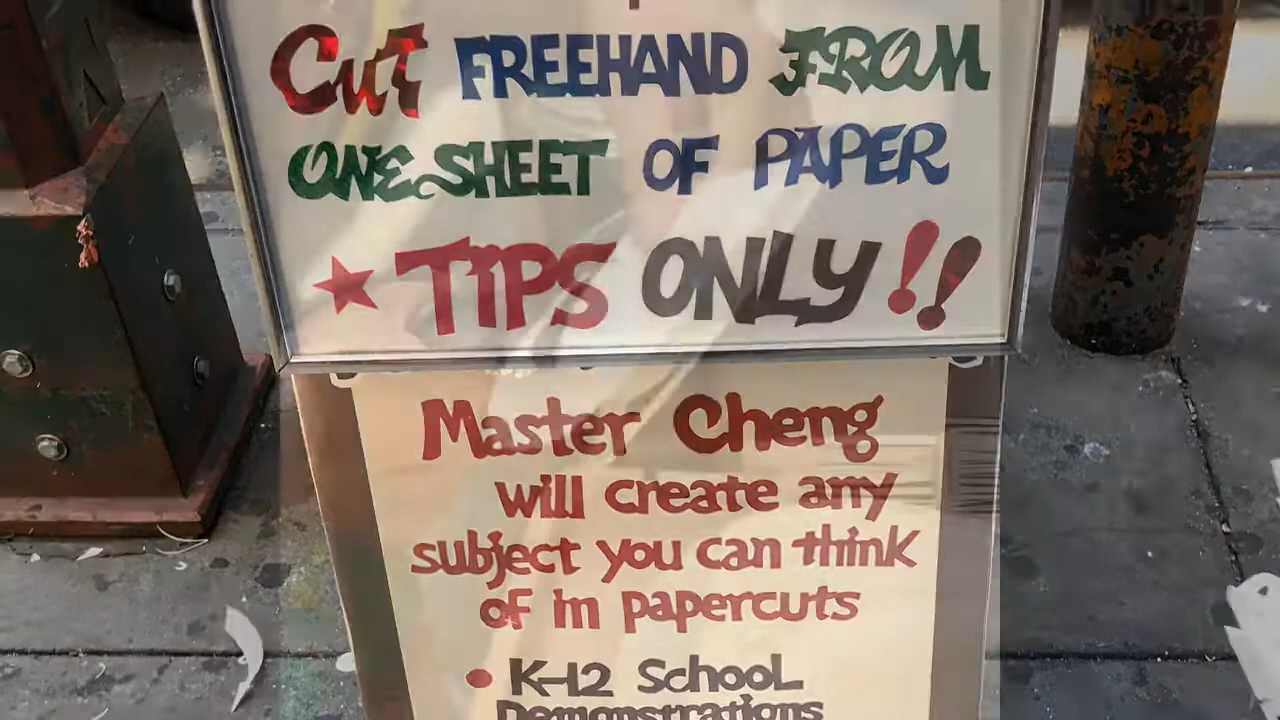 Cut FREEHAND FROM
ONE SHEET OF PAPER
★ TIPS ONLY!!
Master Cheng
will create any
subject you can think
of in papercuts
• K-12 School
Demonstrations